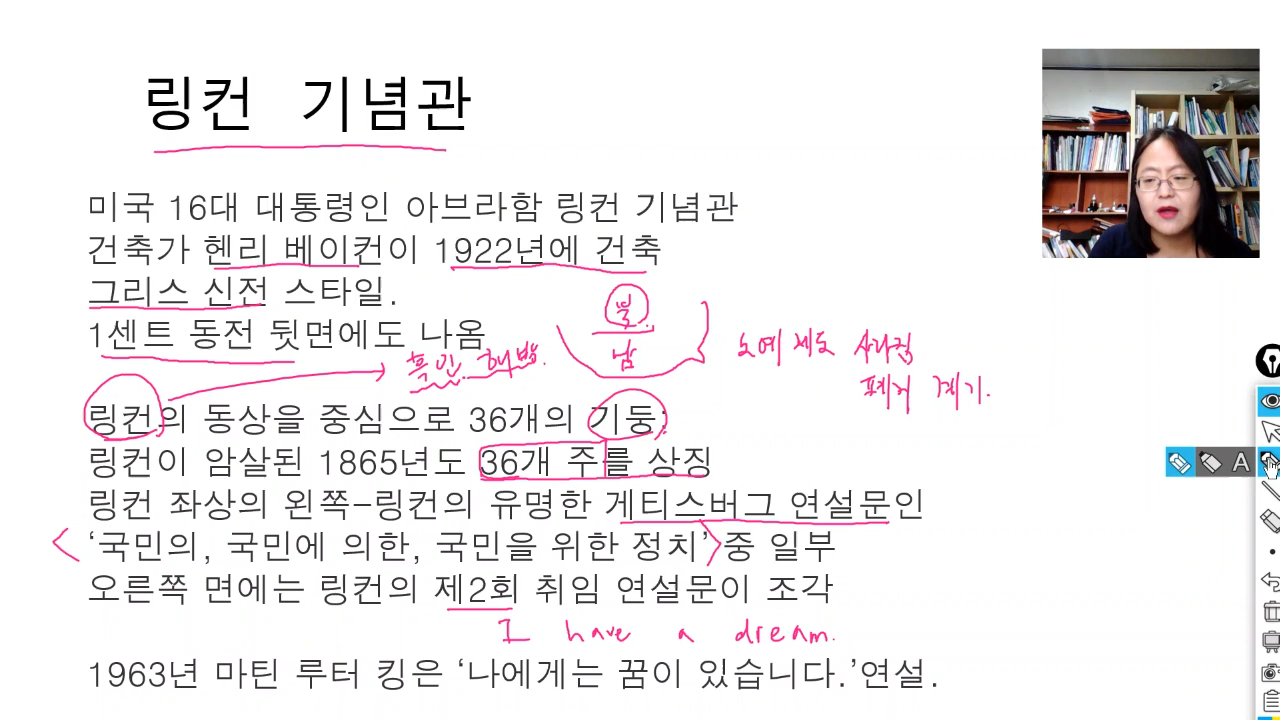 링컨 기념관
미국 16대 대통령인 아브라함 링컨 기념관
건축가 헨리 베이컨이 1922년에 건축
그리스 신전 스타일.
북
1센트 동전 뒷면에도 나옴
남
노예 제도 사라짐
흑인 해방.
폐지 계기.
링컨의 동상을 중심으로 36개의 기둥;
링컨이 암살된 1865년도 36개 주를 상징
A
링컨 좌상의 왼쪽-링컨의 유명한 게티스버그 연설문인
<‘국민의, 국민에 의한, 국민을 위한 정치’>중 일부
오른쪽 면에는 링컨의 제2회 취임 연설문이 조각
I have a dream.
1963년 마틴 루터 킹은 ‘나에게는 꿈이 있습니다.’연설.